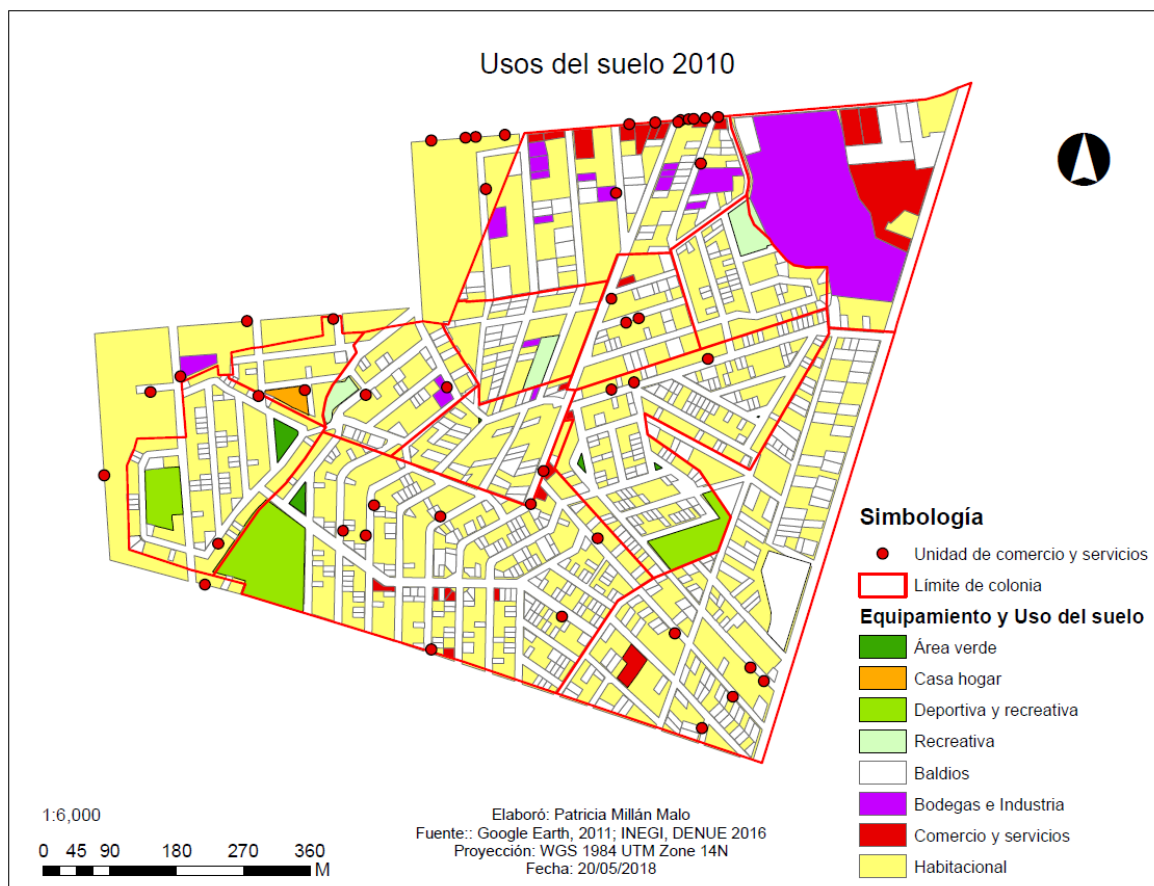 Usos del suelo 2010
Simbología
Unidad de comercio y servicios
Límite de colonia
Equipamiento y Uso del suelo
Área verde
Casa hogar
Deportiva y recreativa
Recreativa
Baldios
Bodegas e Industria
Comercio y servicios
Habitacional
1:6,000
0 45 90 180 270 360
M
Elaboró: Patricia Millán Malo
Fuente:: Google Earth, 2011; INEGI, DENUE 2016
Proyección: WGS 1984 UTM Zone 14N
Fecha: 20/05/2018